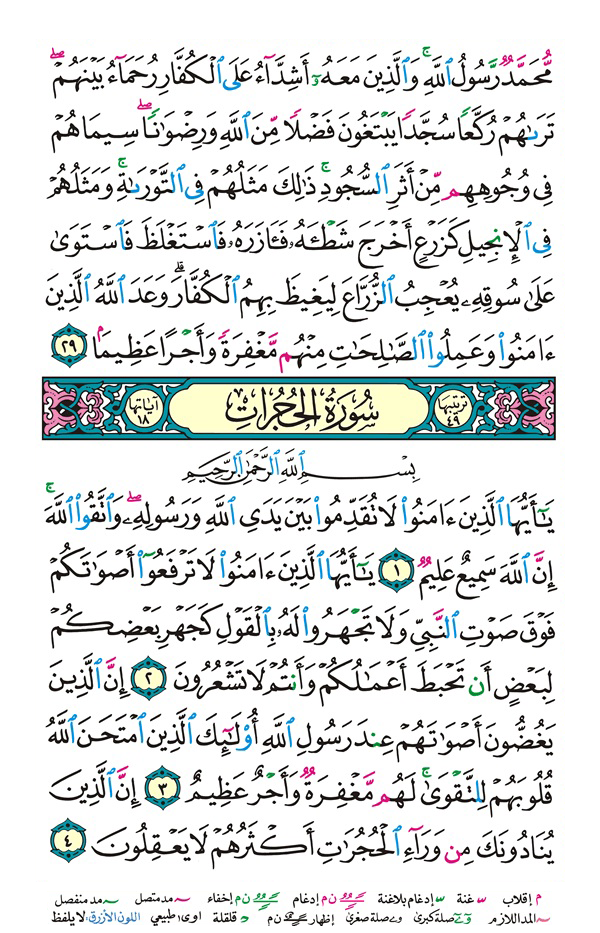 مُّحَمَّدٌ رَّسُولُ ٱللَّهِۚ وَٱلَّذِينَ مَعَهُۥٓ أَشِدَّآءُ عَلَى ٱلۡكُفَّارِ رُحَمَآءُ بَيۡنَهُمۡۖ
تَرَىٰهُمۡ رُكَّعٗا سُجَّدٗا يَبۡتَغُونَ فَضۡلٗا مِّنَ ٱللَّهِ وَرِضۡوَٰنٗاۖ سِيمَاهُمۡ
فِي وُجُوهِهِم مِّنۡ أَثَرِ ٱلسُّجُودِۚ ذَٰلِكَ مَثَلُهُمۡ فِي ٱلتَّوۡرَىٰةِۚ وَمَثَلُهُمۡ
فِي ٱلۡإِنجِيلِ كَزَرۡعٍ أَخۡرَجَ شَطۡـَٔهُۥ فَـَٔازَرَهُۥ فَٱسۡتَغۡلَظَ فَٱسۡتَوَىٰ
عَلَىٰ سُوقِهِۦ يُعۡجِبُ ٱلزُّرَّاعَ لِيَغِيظَ بِهِمُ ٱلۡكُفَّارَۗ وَعَدَ ٱللَّهُ ٱلَّذِينَ
ءَامَنُواْ وَعَمِلُواْ ٱلصَّٰلِحَٰتِ مِنۡهُم مَّغۡفِرَةٗ وَأَجۡرًا عَظِيمَۢا ٢٩
ترتيبها ٤٩ سُورَةُ الحُجُرَاتِ آياتها ١٨
بِسۡمِ ٱللَّهِ ٱلرَّحۡمَٰنِ ٱلرَّحِيمِ
يَـٰٓأَيُّهَا ٱلَّذِينَ ءَامَنُواْ لَا تُقَدِّمُواْ بَيۡنَ يَدَيِ ٱللَّهِ وَرَسُولِهِۦۖ وَٱتَّقُواْ ٱللَّهَۚ
إِنَّ ٱللَّهَ سَمِيعٌ عَلِيمٞ ١ يَـٰٓأَيُّهَا ٱلَّذِينَ ءَامَنُواْ لَا تَرۡفَعُوٓاْ أَصۡوَٰتَكُمۡ
فَوۡقَ صَوۡتِ ٱلنَّبِيِّ وَلَا تَجۡهَرُواْ لَهُۥ بِٱلۡقَوۡلِ كَجَهۡرِ بَعۡضِكُمۡ
لِبَعۡضٍ أَن تَحۡبَطَ أَعۡمَٰلُكُمۡ وَأَنتُمۡ لَا تَشۡعُرُونَ ٢ إِنَّ ٱلَّذِينَ
يَغُضُّونَ أَصۡوَٰتَهُمۡ عِندَ رَسُولِ ٱللَّهِ أُوْلَـٰٓئِكَ ٱلَّذِينَ ٱمۡتَحَنَ ٱللَّهُ
قُلُوبَهُمۡ لِلتَّقۡوَىٰۚ لَهُم مَّغۡفِرَةٞ وَأَجۡرٌ عَظِيمٌ ٣ إِنَّ ٱلَّذِينَ
يُنَادُونَكَ مِن وَرَآءِ ٱلۡحُجُرَٰتِ أَكۡثَرُهُمۡ لَا يَعۡقِلُونَ ٤
م إقلاب غنة إدغام بلاغنة ن م إدغام ن م إخفاء مد متصل مد منفصل
المد اللازم صلة كبرى صلة صغرى إظهار ن م قلقلة اوى: طبيعي اللون الأزرق: لا يلفظ